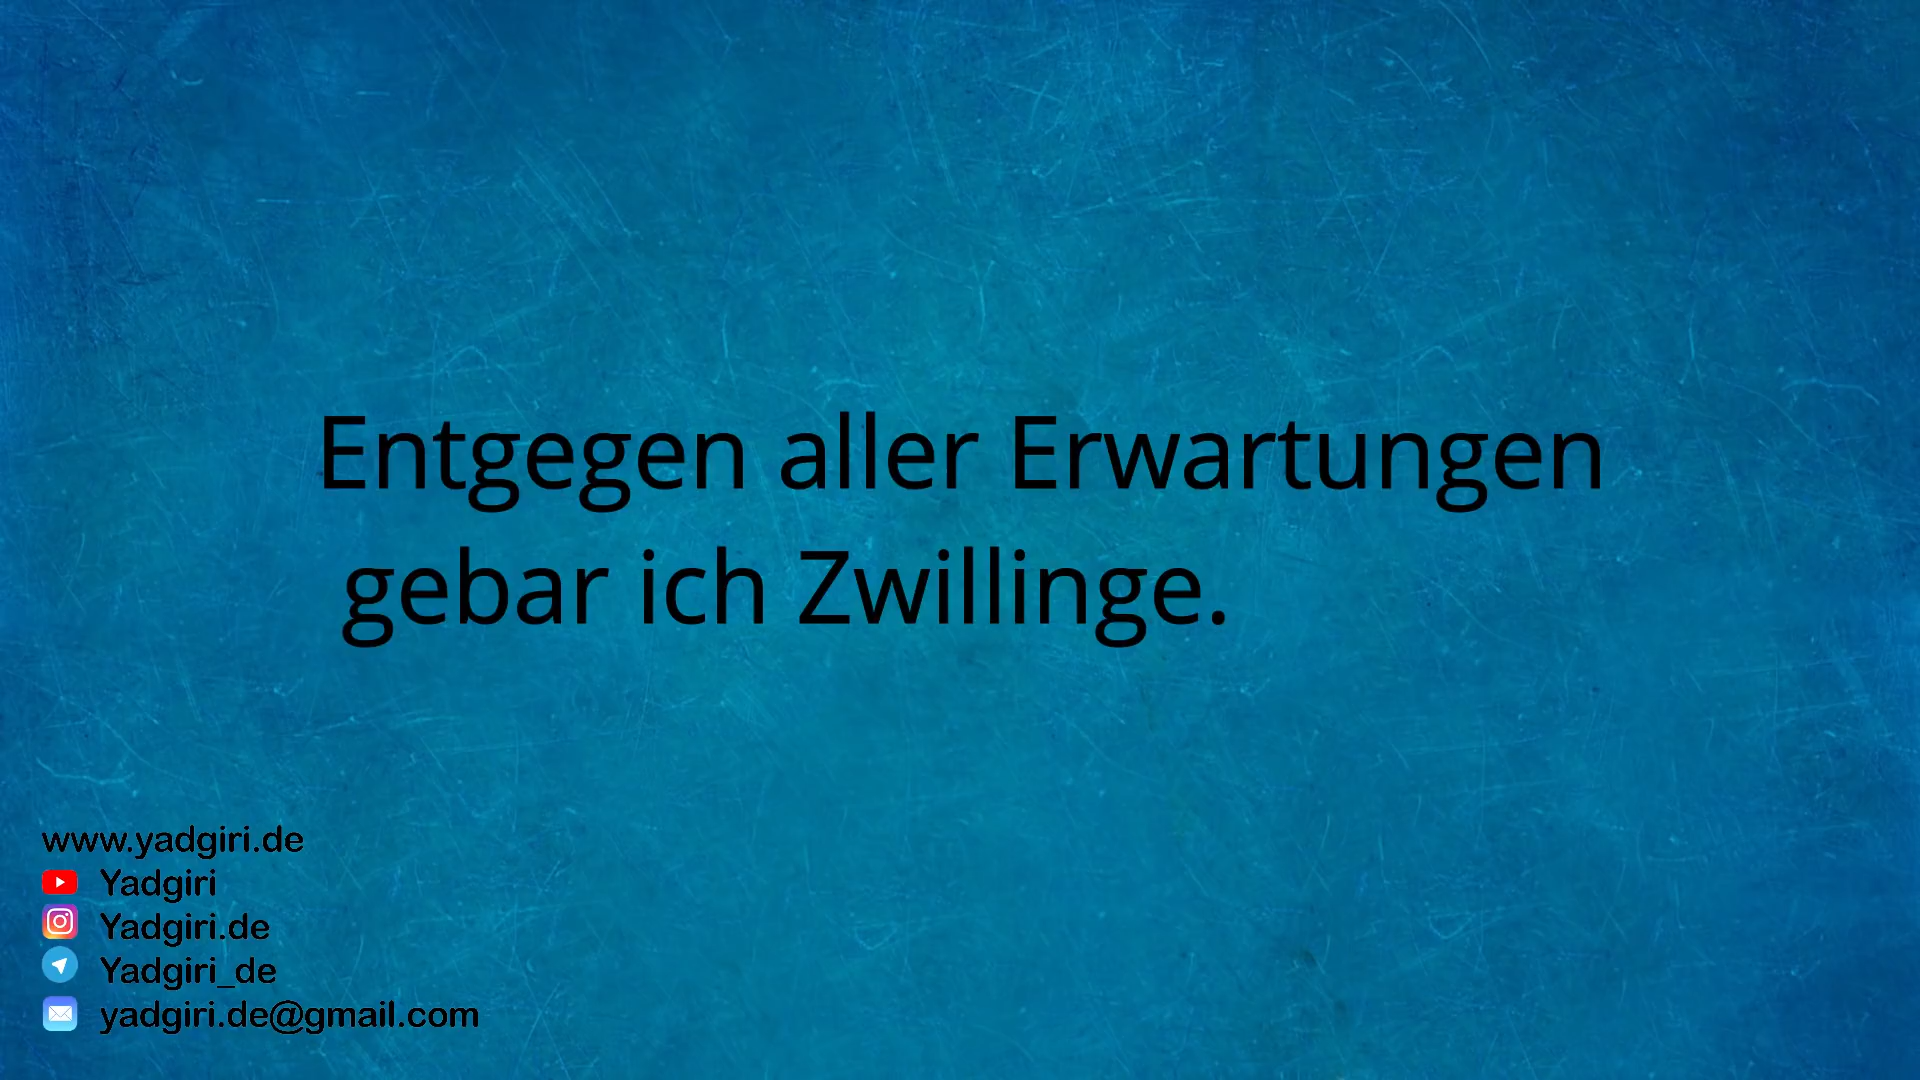 Entgegen aller Erwartungen
gebar ich Zwillinge.
www.yadgiri.de
Yadgiri
Yadgiri.de
Yadgiri_de
yadgiri.de@gmail.com